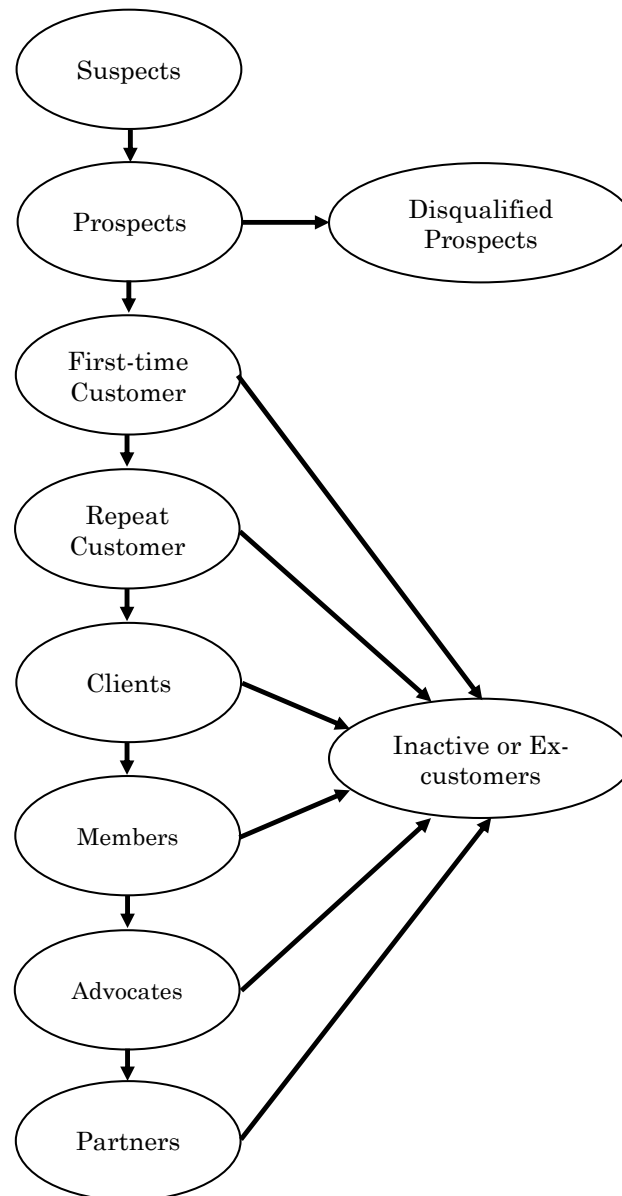 Suspects
Prospects
Disqualified
Prospects
First-time
Customer
Repeat
Customer
Clients
Inactive or Ex-
customers
Members
Advocates
Partners